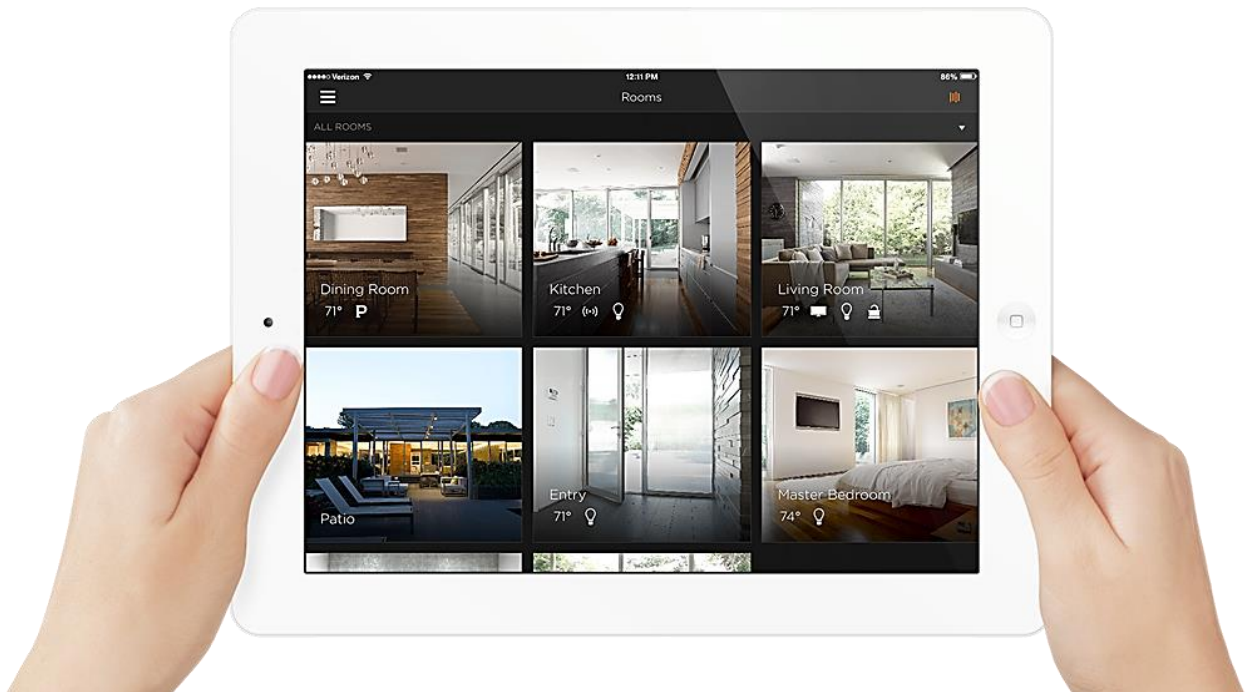 Verizon 12:11 PM 86%
Rooms
ALL ROOMS
Dining Room
71° P
Kitchen
71°
Living Room
71°
Patio
Entry
71°
Master Bedroom
74°